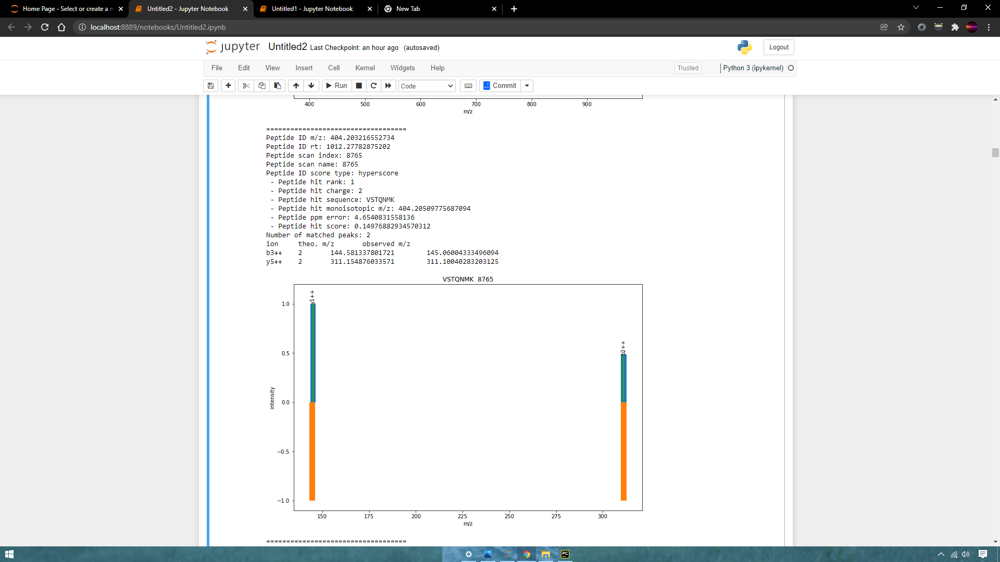 Home Page - Select or create a n
Untitled2 - Jupyter Notebook
Untitled1 - Jupyter Notebook
New Tab
localhost:8889/notebooks/Untitled2.ipynb
jupyter Untitled2 Last Checkpoint: an hour ago (autosaved)
Logout
File Edit View Insert Cell Kernel Widgets Help
Trusted
Python 3 (ipykernel)
Run Code Commit
400 500 600 700 800 900
m/z
===================================
Peptide ID m/z: 404.203216552734
Peptide ID rt: 1012.27782875202
Peptide scan index: 8765
Peptide scan name: 8765
Peptide ID score type: hyperscore
- Peptide hit rank: 1
- Peptide hit charge: 2
- Peptide hit sequence: VSTQNMK
- Peptide hit monoisotopic m/z: 404.20509775687094
- Peptide ppm error: 4.6540831558136
- Peptide hit score: 0.14976882934570312
Number of matched peaks: 2
ion theo. m/z observed m/z
b3++ 2 144.581337801721 145.06004333496094
y5++ 2 311.154876033571 311.10040283203125
VSTQNMK 8765
y1++
1.0
b2++
0.5
intensity
0.0
−0.5
−1.0
150 175 200 225 250 275 300
m/z
===================================
PC